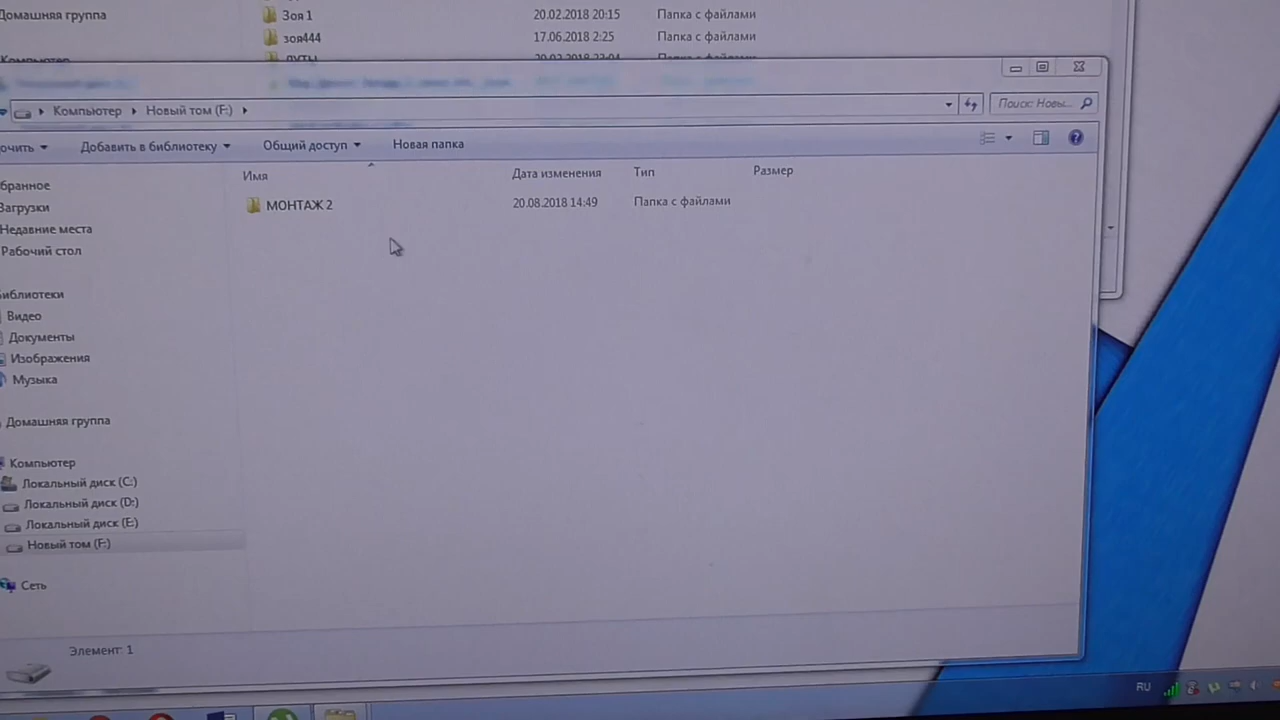 Домашняя группа
Зоя 1 20.02.2018 20:15 Папка с файлами
зоя444 17.06.2018 2:25 Папка с файлами
Компьютер
Компьютер Новый том (F:) Поиск: Новы...
очить Добавить в библиотеку Общий доступ Новая папка
Имя Дата изменения Тип Размер
МОНТАЖ 2 20.08.2018 14:49 Папка с файлами
бранное
Загрузки
Недавние места
Рабочий стол
иблиотеки
Видео
Документы
Изображения
Музыка
Домашняя группа
Компьютер
Локальный диск (C:)
Локальный диск (D:)
Локальный диск (E:)
Новый том (F:)
Сеть
Элемент: 1
RU